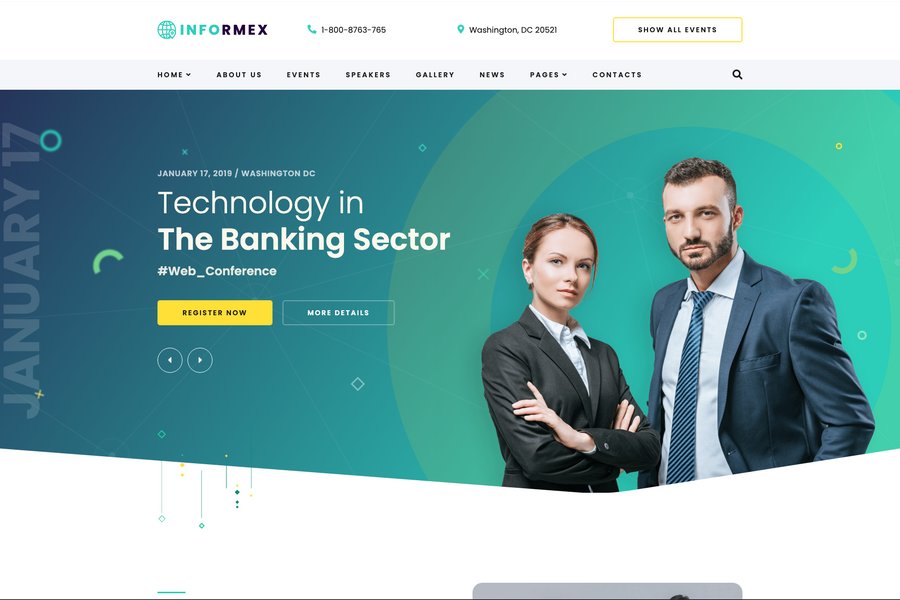 INFORMEX
1-800-8763-765
Washington, DC 20521
SHOW ALL EVENTS
HOME
ABOUT US
EVENTS
SPEAKERS
GALLERY
NEWS
PAGES
CONTACTS
JANUARY 17
JANUARY 17, 2019 / WASHINGTON DC
Technology in
The Banking Sector
#Web_Conference
REGISTER NOW
MORE DETAILS